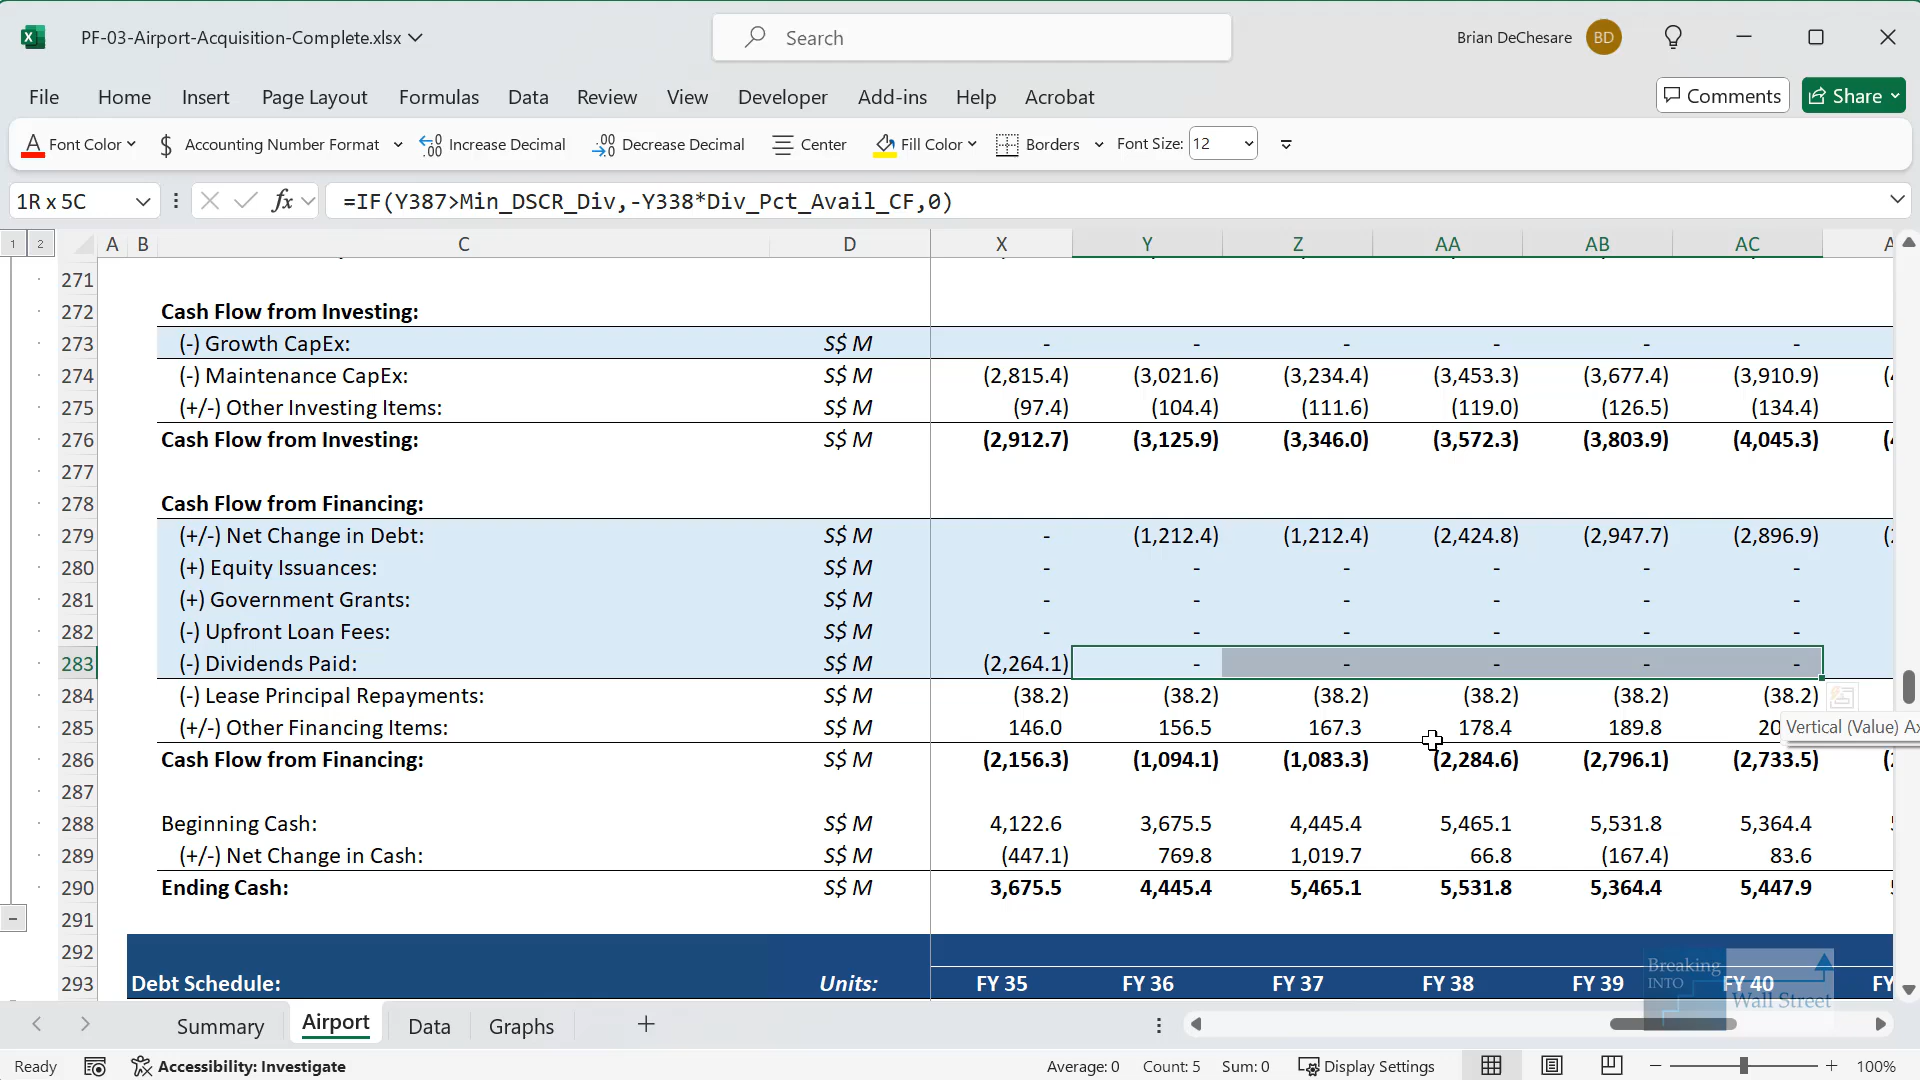 PF-03-Airport-Acquisition-Complete.xlsx
Search
Brian DeChesare BD
File Home Insert Page Layout Formulas Data Review View Developer Add-ins Help Acrobat Comments Share
Font Color Accounting Number Format Increase Decimal Decrease Decimal Center Fill Color Borders Font Size: 12
1R x 5C fx =IF(Y387>Min_DSCR_Div,-Y338*Div_Pct_Avail_CF,0)
1 2 A B C D X Y Z AA AB AC
271
272 Cash Flow from Investing:
273 (-) Growth CapEx: S$ M - - - - - -
274 (-) Maintenance CapEx: S$ M (2,815.4) (3,021.6) (3,234.4) (3,453.3) (3,677.4) (3,910.9)
275 (+/-) Other Investing Items: S$ M (97.4) (104.4) (111.6) (119.0) (126.5) (134.4)
276 Cash Flow from Investing: S$ M (2,912.7) (3,125.9) (3,346.0) (3,572.3) (3,803.9) (4,045.3)
277
278 Cash Flow from Financing:
279 (+/-) Net Change in Debt: S$ M - (1,212.4) (1,212.4) (2,424.8) (2,947.7) (2,896.9)
280 (+) Equity Issuances: S$ M - - - - - -
281 (+) Government Grants: S$ M - - - - - -
282 (-) Upfront Loan Fees: S$ M - - - - - -
283 (-) Dividends Paid: S$ M (2,264.1) - - - - -
284 (-) Lease Principal Repayments: S$ M (38.2) (38.2) (38.2) (38.2) (38.2) (38.2)
285 (+/-) Other Financing Items: S$ M 146.0 156.5 167.3 178.4 189.8 Vertical (Value)
286 Cash Flow from Financing: S$ M (2,156.3) (1,094.1) (1,083.3) (2,284.6) (2,796.1) (2,733.5)
287
288 Beginning Cash: S$ M 4,122.6 3,675.5 4,445.4 5,465.1 5,531.8 5,364.4
289 (+/-) Net Change in Cash: S$ M (447.1) 769.8 1,019.7 66.8 (167.4) 83.6
290 Ending Cash: S$ M 3,675.5 4,445.4 5,465.1 5,531.8 5,364.4 5,447.9
291
292
293 Debt Schedule: Units: FY 35 FY 36 FY 37 FY 38 FY 39 FY 40
Breaking
INTO
Wall Street
Summary Airport Data Graphs
Ready Accessibility: Investigate Average: 0 Count: 5 Sum: 0 Display Settings 100%